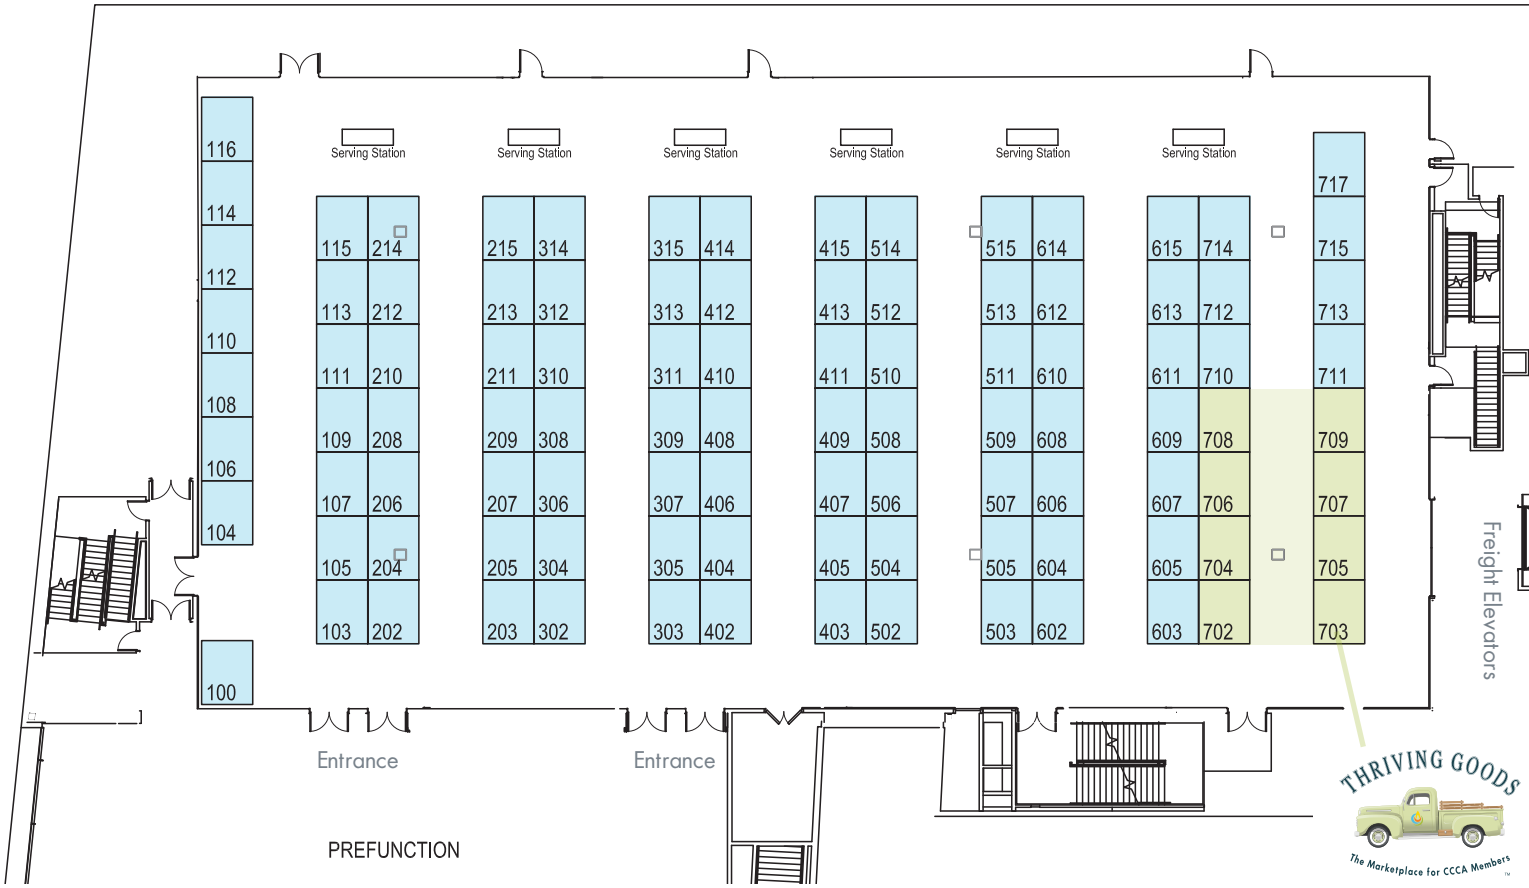 Serving Station Serving Station Serving Station Serving Station Serving Station Serving Station
116
717
114
115 214 215 314 315 414 415 514 515 614 615 714 715
112
113 212 213 312 313 412 413 512 513 612 613 712 713
110
111 210 211 310 311 410 411 510 511 610 611 710 711
108
109 208 209 308 309 408 409 508 509 608 609 708 709
106
107 206 207 306 307 406 407 506 507 606 607 706 707
104
105 204 205 304 305 404 405 504 505 604 605 704 705
103 202 203 302 303 402 403 502 503 602 603 702 703
100
Freight Elevators
Entrance Entrance
THRIVING GOODS
The Marketplace for CCCA Members
TM
PREFUNCTION